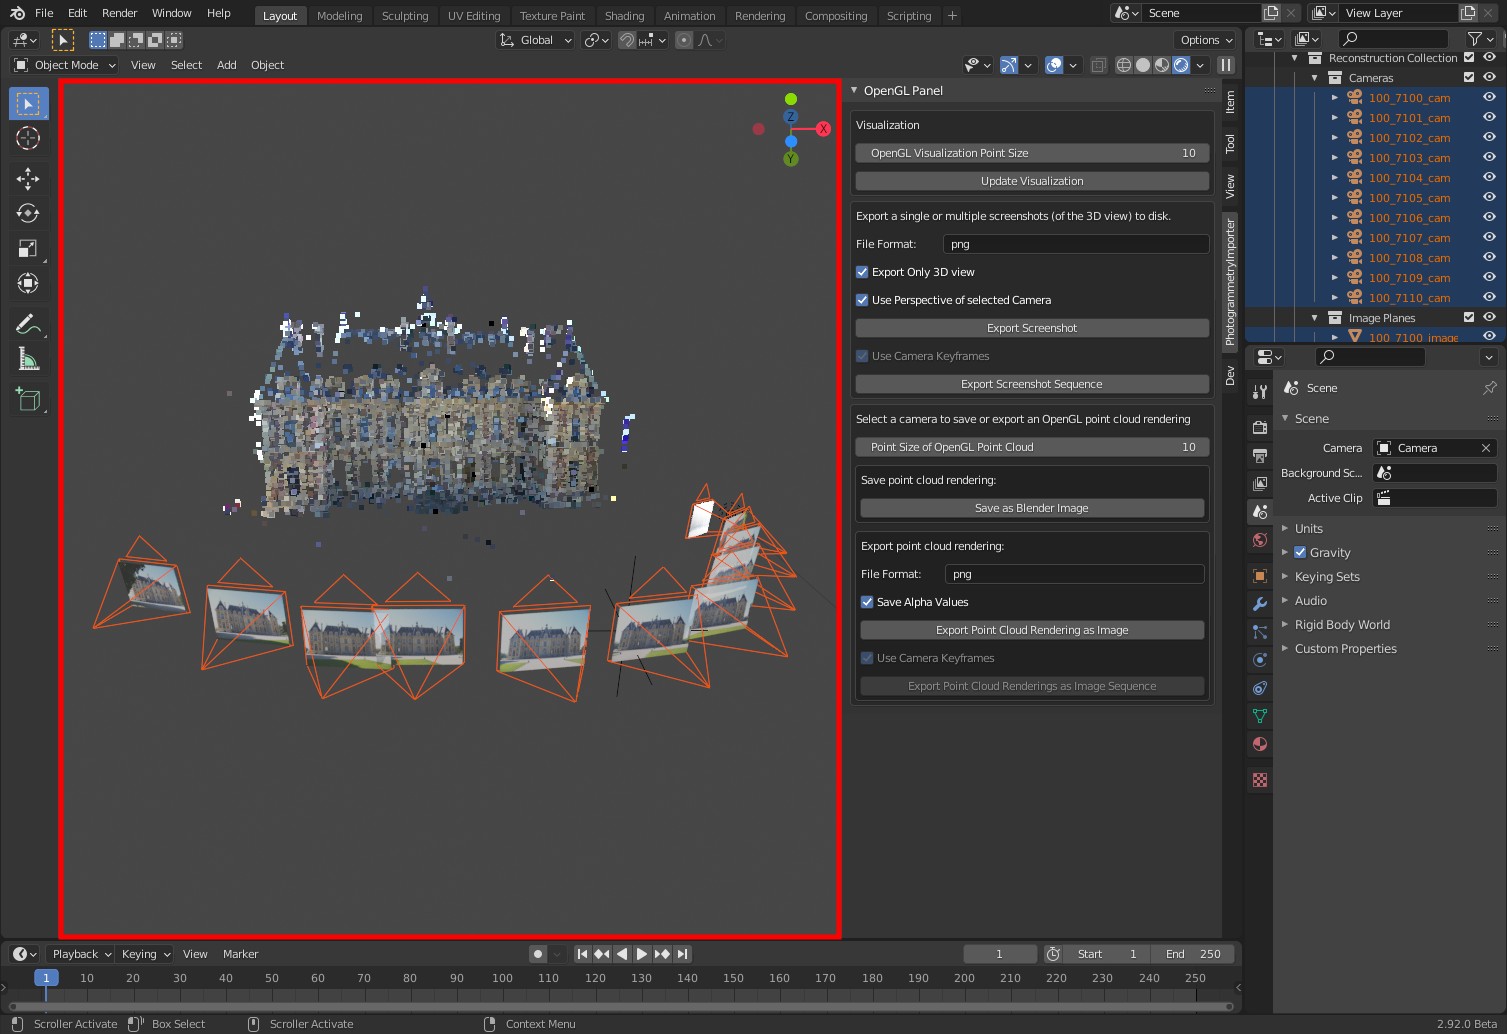 File Edit Render Window Help Layout Modeling Sculpting UV Editing Texture Paint Shading Animation Rendering Compositing Scripting + Scene View Layer
Global Options
Object Mode View Select Add Object
Reconstruction Collection
Cameras
100_7100_cam
100_7101_cam
100_7102_cam
100_7103_cam
100_7104_cam
100_7105_cam
100_7106_cam
100_7107_cam
100_7108_cam
100_7109_cam
100_7110_cam
Image Planes
100_7100_image
Z
X
Y
OpenGL Panel
Visualization
OpenGL Visualization Point Size 10
Update Visualization
Export a single or multiple screenshots (of the 3D view) to disk.
File Format: png
Export Only 3D view
Use Perspective of selected Camera
Export Screenshot
Use Camera Keyframes
Export Screenshot Sequence
Select a camera to save or export an OpenGL point cloud rendering
Point Size of OpenGL Point Cloud 10
Save point cloud rendering:
Save as Blender Image
Export point cloud rendering:
File Format: png
Save Alpha Values
Export Point Cloud Rendering as Image
Use Camera Keyframes
Export Point Cloud Renderings as Image Sequence
Item
Tool
View
PhotogrammetryImporter
Dev
Scene
Scene
Camera Camera
Background Sc...
Active Clip
Units
Gravity
Keying Sets
Audio
Rigid Body World
Custom Properties
Playback Keying View Marker 1 Start 1 End 250
1 10 20 30 40 50 60 70 80 90 100 110 120 130 140 150 160 170 180 190 200 210 220 230 240 250
Scroller Activate Box Select Scroller Activate Context Menu 2.92.0 Beta